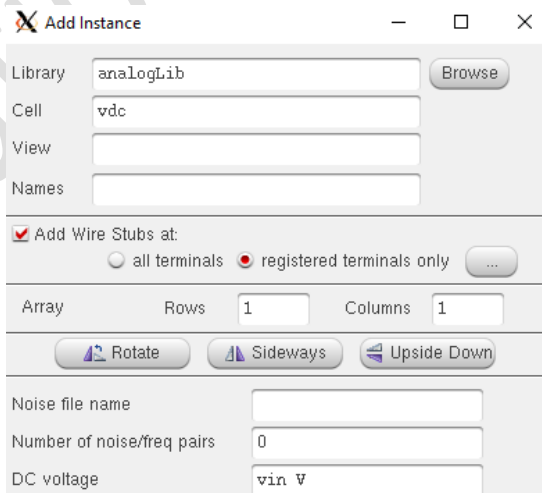 Add Instance
Library analogLib Browse
Cell vdc
View
Names
Add Wire Stubs at:
all terminals registered terminals only ...
Array Rows 1 Columns 1
Rotate Sideways Upside Down
Noise file name
Number of noise/freq pairs 0
DC voltage vin V